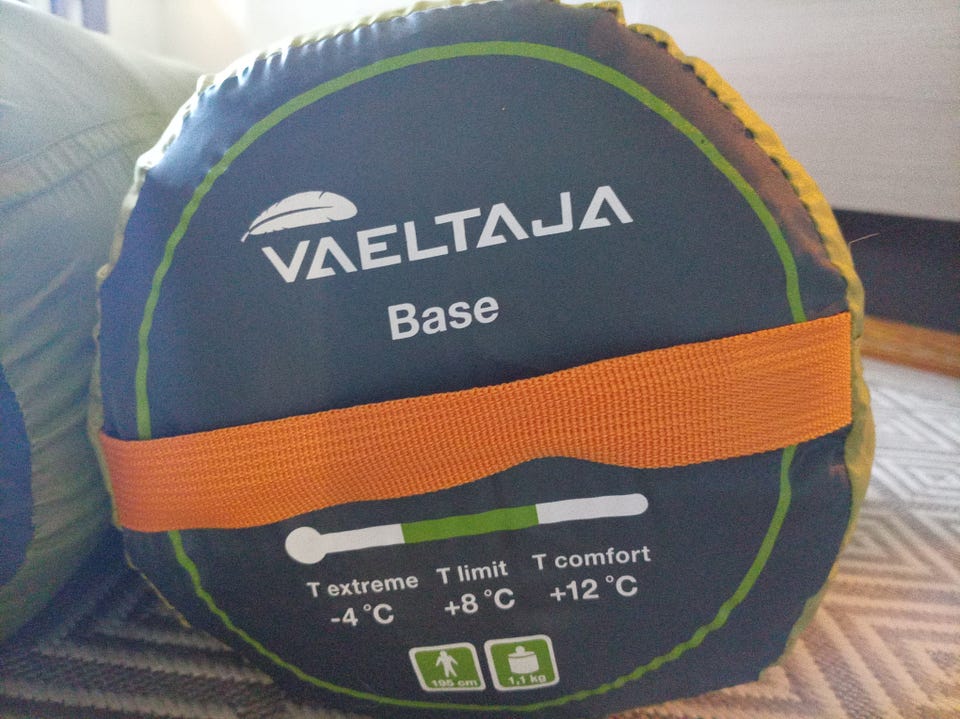 VAELTAJA
Base
T extreme T limit T comfort
-4 °C +8 °C +12 °C
195 cm 1,1 kg